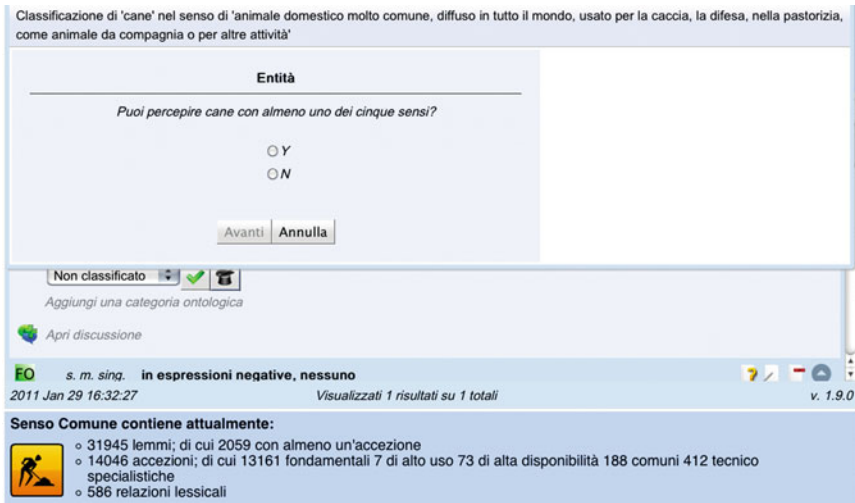 Classificazione di 'cane' nel senso di 'animale domestico molto comune, diffuso in tutto il mondo, usato per la caccia, la difesa, nella pastorizia,
come animale da compagnia o per altre attività'
Entità
Puoi percepire cane con almeno uno dei cinque sensi?
Y
N
Avanti Annulla
Non classificato
Aggiungi una categoria ontologica
Apri discussione
FO s. m. sing. in espressioni negative, nessuno
2011 Jan 29 16:32:27 Visualizzati 1 risultati su 1 totali v. 1.9.0
Senso Comune contiene attualmente:
31945 lemmi; di cui 2059 con almeno un'accezione
14046 accezioni; di cui 13161 fondamentali 7 di alto uso 73 di alta disponibilità 188 comuni 412 tecnico
specialistiche
586 relazioni lessicali